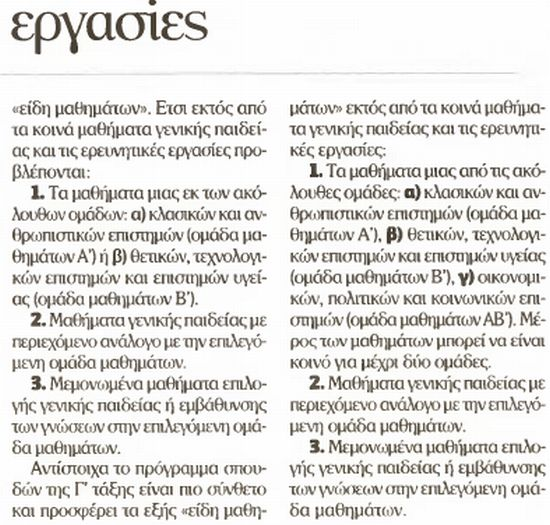 εργασίες
«είδη μαθημάτων». Ετσι εκτός από
τα κοινά μαθήματα γενικής παιδεί-
ας και τις ερευνητικές εργασίες προ-
βλέπονται:
1. Τα μαθήματα μιας εκ των ακό-
λουθων ομάδων: α) κλασικών και αν-
θρωπιστικών επιστημών (ομάδα μα-
θημάτων Α') ή β) θετικών, τεχνολογι-
κών επιστημών και επιστημών υγεί-
ας (ομάδα μαθημάτων Β').
2. Μαθήματα γενικής παιδείας με
περιεχόμενο ανάλογο με την επιλεγό-
μενη ομάδα μαθημάτων.
3. Μεμονωμένα μαθήματα επιλο-
γής γενικής παιδείας ή εμβάθυνσης
των γνώσεων στην επιλεγόμενη ομά-
δα μαθημάτων.
Αντίστοιχα το πρόγραμμα σπου-
δών της Γ' τάξης είναι πιο σύνθετο
και προσφέρει τα εξής «είδη μαθη-
μάτων» εκτός από τα κοινά μαθήμα-
τα γενικής παιδείας και τις ερευνητι-
κές εργασίες:
1. Τα μαθήματα μιας από τις ακό-
λουθες ομάδες: α) κλασικών και αν-
θρωπιστικών επιστημών (ομάδα μα-
θημάτων Α'), β) θετικών, τεχνολογι-
κών επιστημών και επιστημών υγείας
(ομάδα μαθημάτων Β'), γ) οικονομι-
κών, πολιτικών και κοινωνικών επι-
στημών (ομάδα μαθημάτων ΑΒ'). Μέ-
ρος των μαθημάτων μπορεί να είναι
κοινό για μέχρι δύο ομάδες.
2. Μαθήματα γενικής παιδείας με
περιεχόμενο ανάλογο με την επιλεγό-
μενη ομάδα μαθημάτων.
3. Μεμονωμένα μαθήματα επιλο-
γής γενικής παιδείας ή εμβάθυνσης
των γνώσεων στην επιλεγόμενη ομά-
δα μαθημάτων.